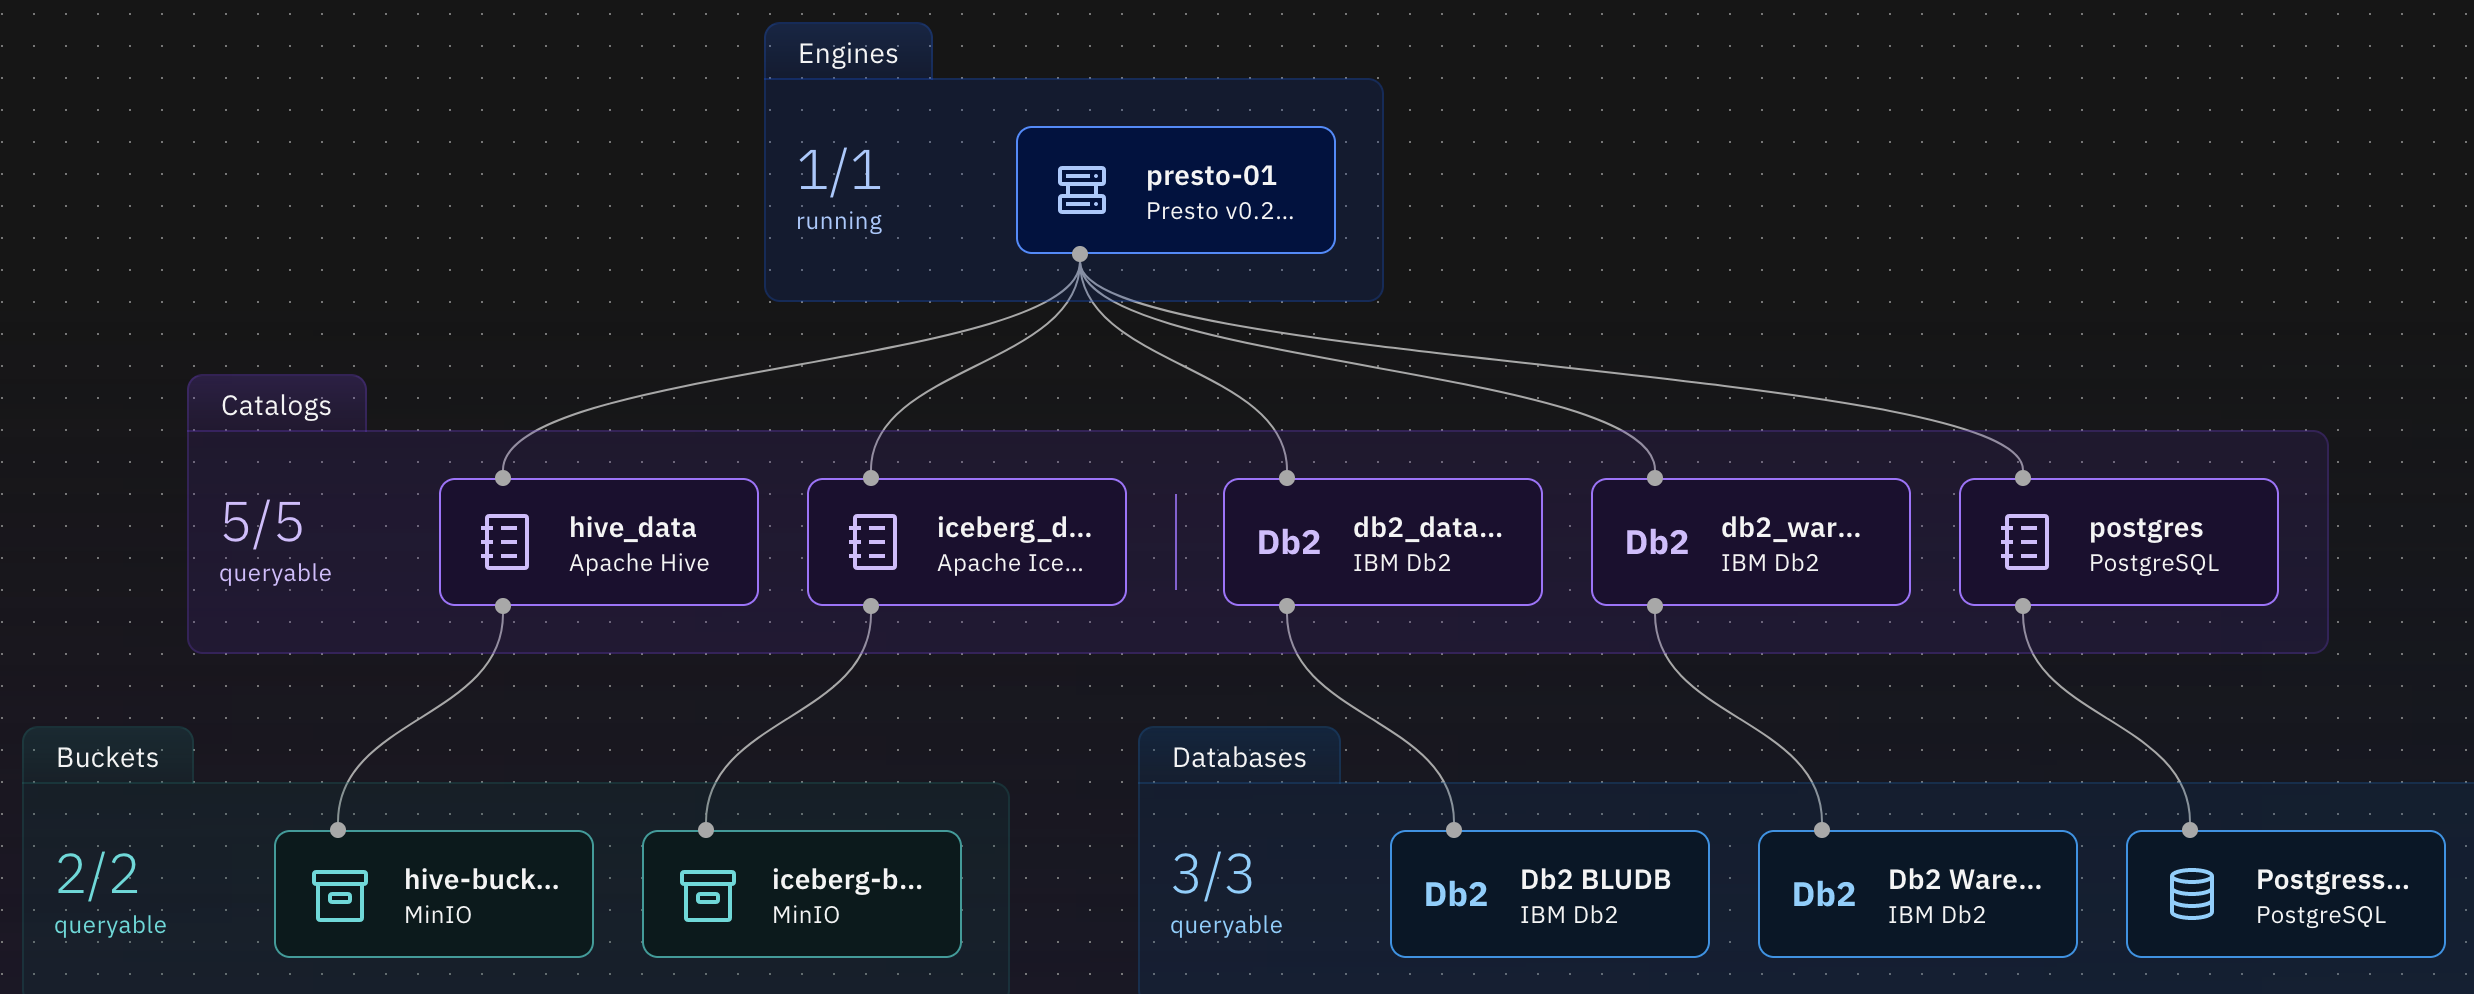 Engines
1/1
running
presto-01
Presto v0.2...
Catalogs
5/5
queryable
hive_data
Apache Hive
iceberg_d...
Apache Ice...
Db2
db2_data...
IBM Db2
Db2
db2_war...
IBM Db2
postgres
PostgreSQL
Buckets
2/2
queryable
hive-buck...
MinIO
iceberg-b...
MinIO
Databases
3/3
queryable
Db2
Db2 BLUDB
IBM Db2
Db2
Db2 Ware...
IBM Db2
Postgress...
PostgreSQL